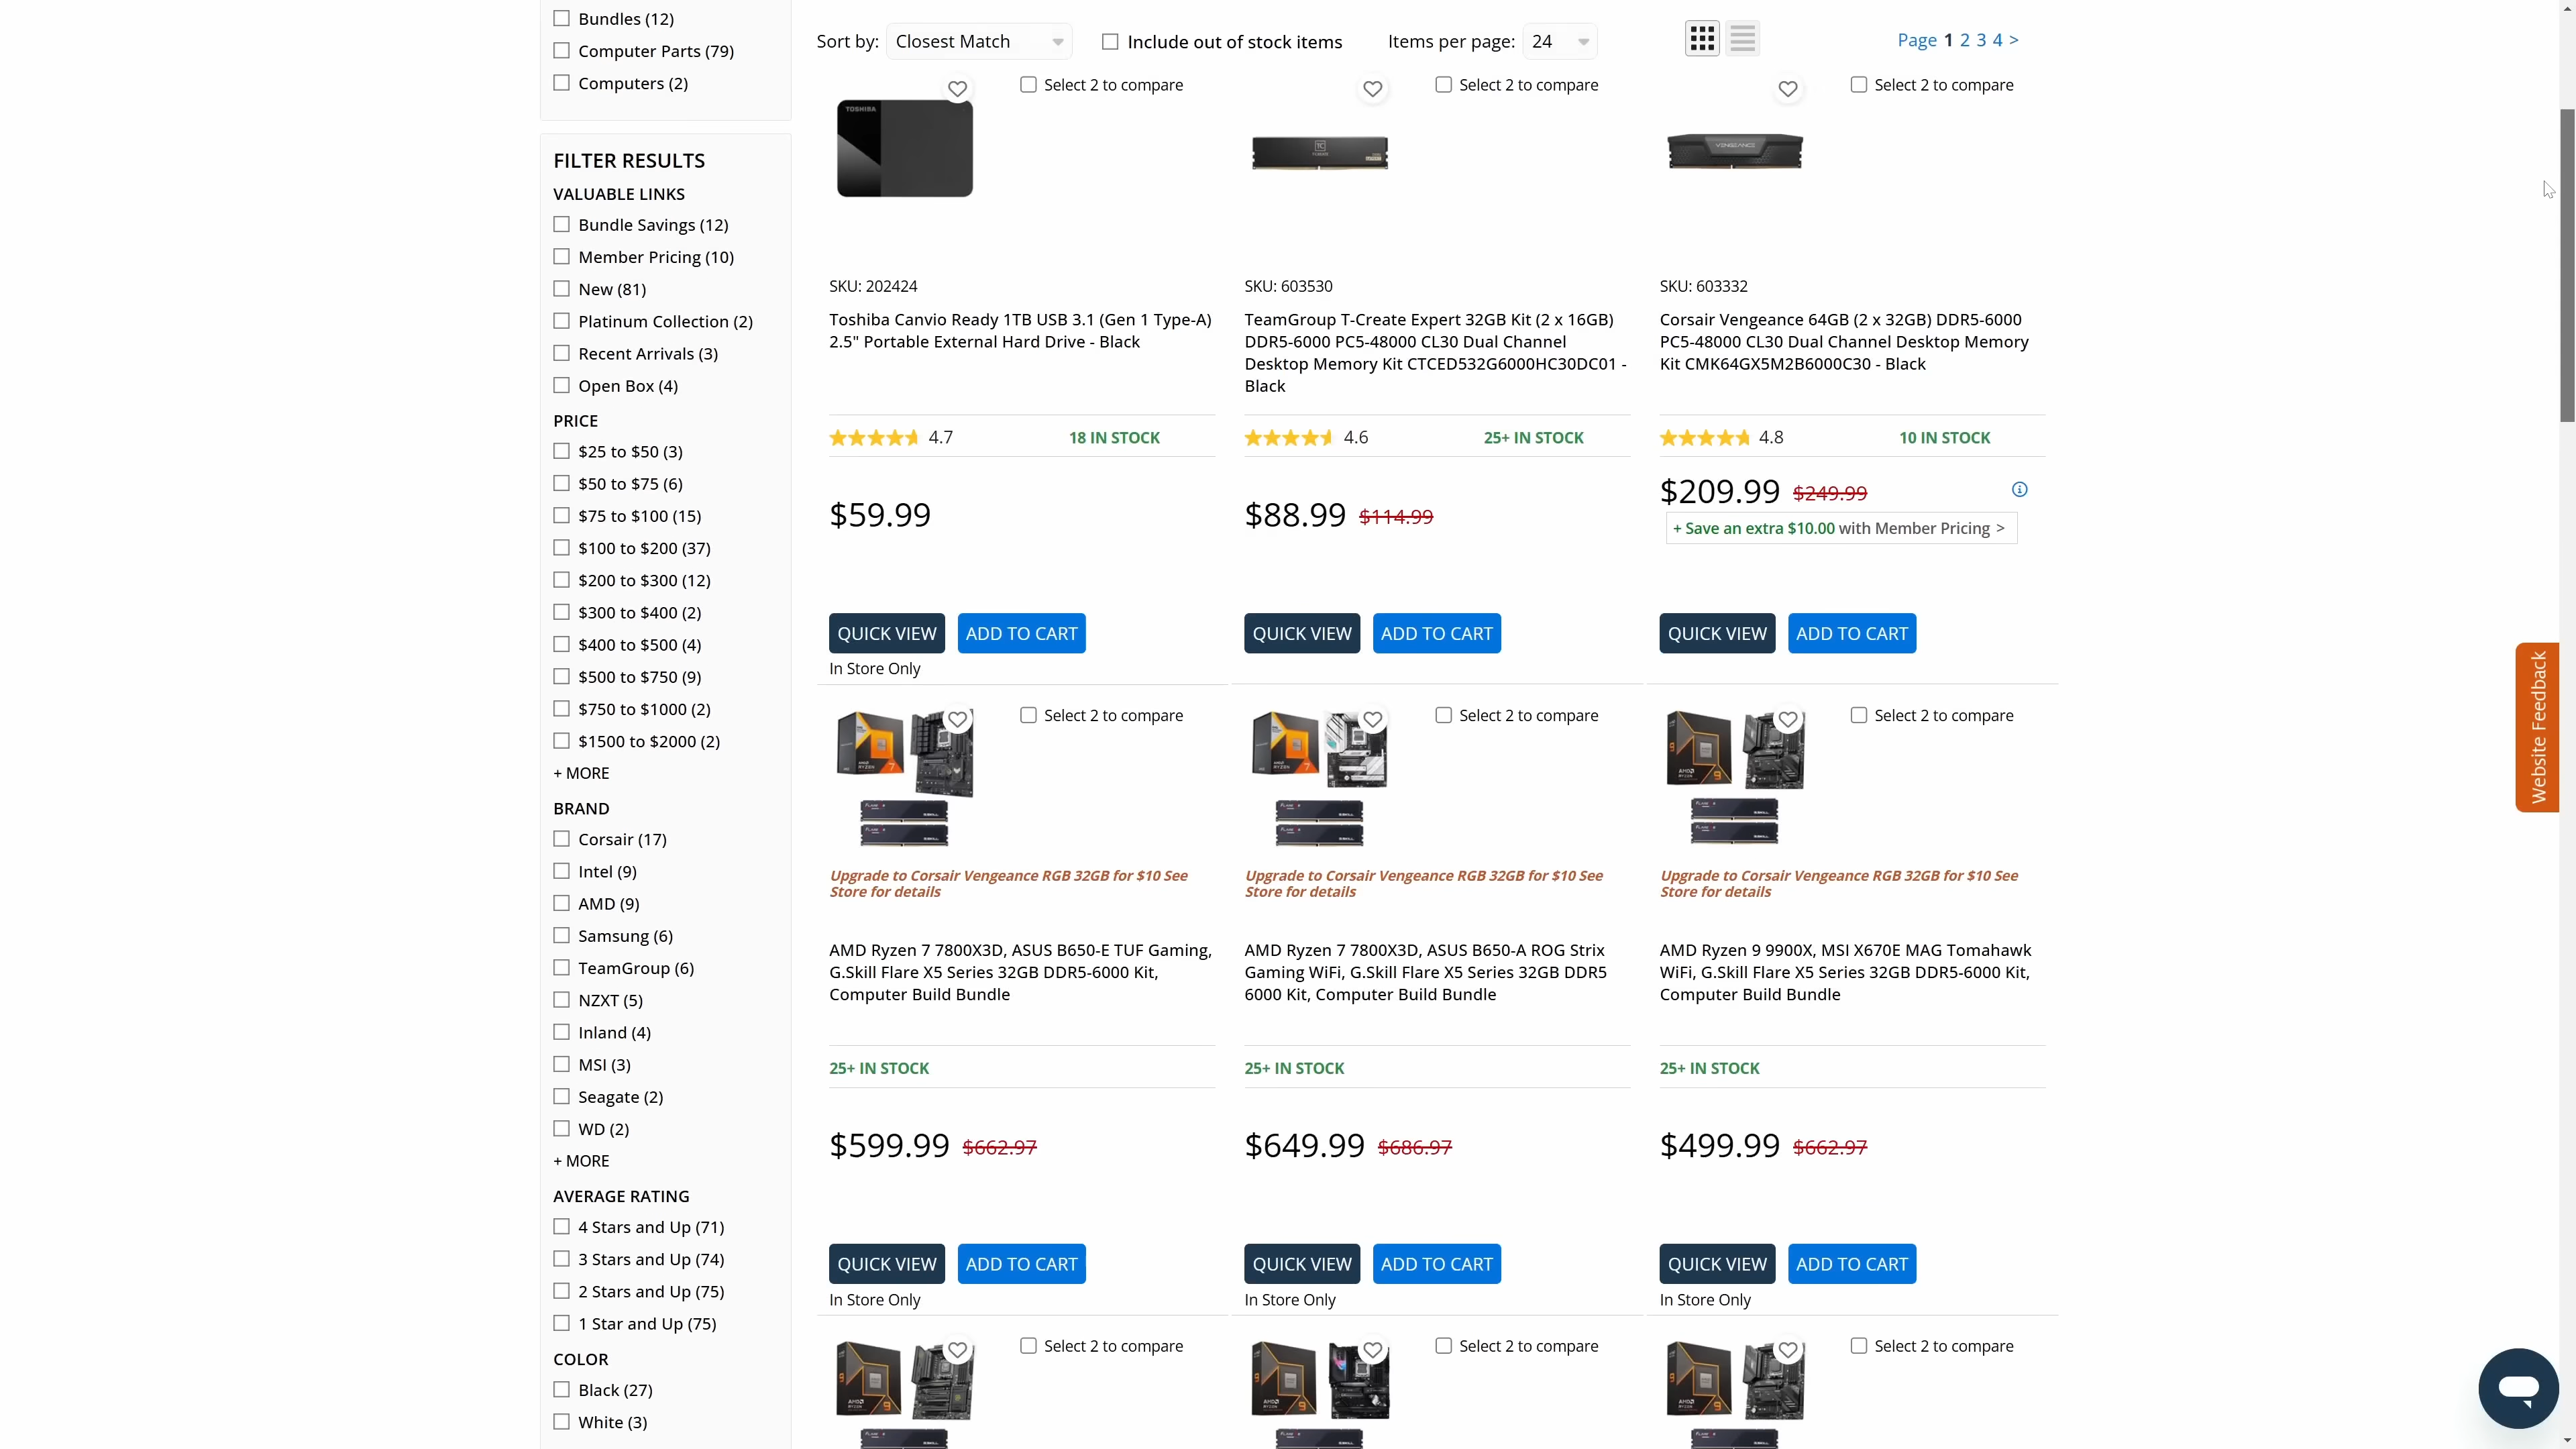 Bundles (12)
Computer Parts (79)
Computers (2)
FILTER RESULTS
VALUABLE LINKS
Bundle Savings (12)
Member Pricing (10)
New (81)
Platinum Collection (2)
Recent Arrivals (3)
Open Box (4)
PRICE
$25 to $50 (3)
$50 to $75 (6)
$75 to $100 (15)
$100 to $200 (37)
$200 to $300 (12)
$300 to $400 (2)
$400 to $500 (4)
$500 to $750 (9)
$750 to $1000 (2)
$1500 to $2000 (2)
+ MORE
BRAND
Corsair (17)
Intel (9)
AMD (9)
Samsung (6)
TeamGroup (6)
NZXT (5)
Inland (4)
MSI (3)
Seagate (2)
WD (2)
+ MORE
AVERAGE RATING
4 Stars and Up (71)
3 Stars and Up (74)
2 Stars and Up (75)
1 Star and Up (75)
COLOR
Black (27)
White (3)
Sort by: Closest Match Include out of stock items Items per page: 24 Page 1 2 3 4 >
Select 2 to compare
TOSHIBA
SKU: 202424
Toshiba Canvio Ready 1TB USB 3.1 (Gen 1 Type-A)
2.5" Portable External Hard Drive - Black
4.7 18 IN STOCK
$59.99
QUICK VIEW ADD TO CART
In Store Only
Select 2 to compare
SKU: 603530
TeamGroup T-Create Expert 32GB Kit (2 x 16GB)
DDR5-6000 PC5-48000 CL30 Dual Channel
Desktop Memory Kit CTCED532G6000HC30DC01 -
Black
4.6 25+ IN STOCK
$88.99 $114.99
QUICK VIEW ADD TO CART
Select 2 to compare
VENGEANCE
SKU: 603332
Corsair Vengeance 64GB (2 x 32GB) DDR5-6000
PC5-48000 CL30 Dual Channel Desktop Memory
Kit CMK64GX5M2B6000C30 - Black
4.8 10 IN STOCK
$209.99 $249.99
+ Save an extra $10.00 with Member Pricing >
QUICK VIEW ADD TO CART
Select 2 to compare
Upgrade to Corsair Vengeance RGB 32GB for $10 See
Store for details
AMD Ryzen 7 7800X3D, ASUS B650-E TUF Gaming,
G.Skill Flare X5 Series 32GB DDR5-6000 Kit,
Computer Build Bundle
25+ IN STOCK
$599.99 $662.97
QUICK VIEW ADD TO CART
In Store Only
Select 2 to compare
Upgrade to Corsair Vengeance RGB 32GB for $10 See
Store for details
AMD Ryzen 7 7800X3D, ASUS B650-A ROG Strix
Gaming WiFi, G.Skill Flare X5 Series 32GB DDR5
6000 Kit, Computer Build Bundle
25+ IN STOCK
$649.99 $686.97
QUICK VIEW ADD TO CART
In Store Only
Select 2 to compare
Upgrade to Corsair Vengeance RGB 32GB for $10 See
Store for details
AMD Ryzen 9 9900X, MSI X670E MAG Tomahawk
WiFi, G.Skill Flare X5 Series 32GB DDR5-6000 Kit,
Computer Build Bundle
25+ IN STOCK
$499.99 $662.97
QUICK VIEW ADD TO CART
In Store Only
Select 2 to compare
Select 2 to compare
Select 2 to compare
Website Feedback